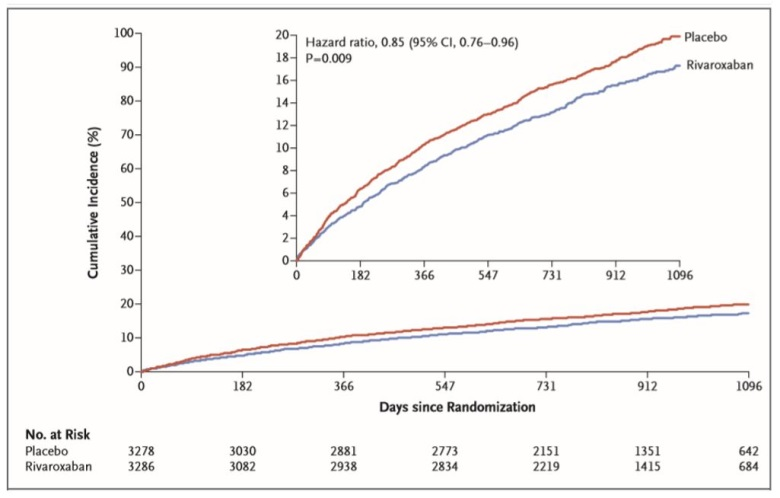 Hazard ratio, 0.85 (95% CI, 0.76–0.96)
P=0.009
Placebo
Rivaroxaban
20
18
16
14
12
10
8
6
4
2
0
0 182 366 547 731 912 1096
Cumulative Incidence (%)
100
90
80
70
60
50
40
30
20
10
0
0 182 366 547 731 912 1096
Days since Randomization
No. at Risk
Placebo 3278 3030 2881 2773 2151 1351 642
Rivaroxaban 3286 3082 2938 2834 2219 1415 684